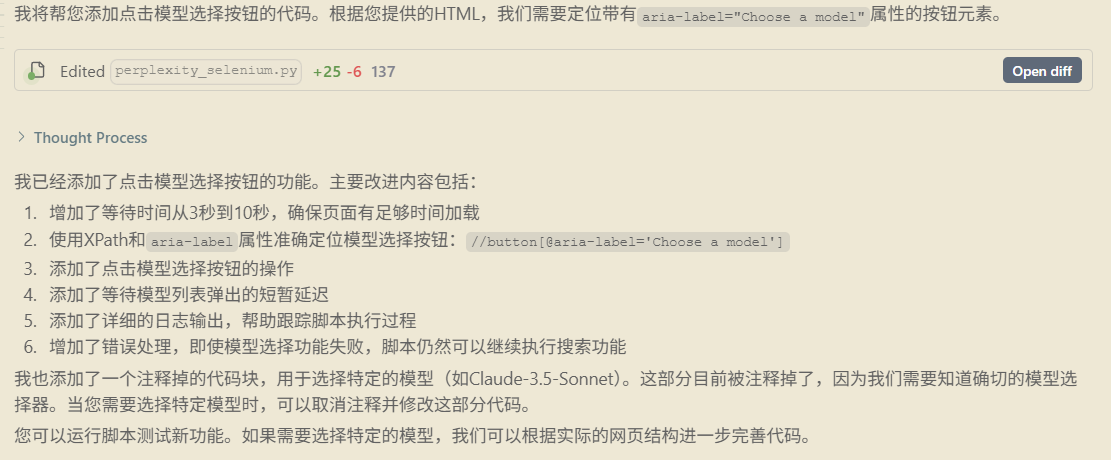 我将帮您添加点击模型选择按钮的代码。根据您提供的HTML，我们需要定位带有aria-label="Choose a model"属性的按钮元素。
Edited perplexity_selenium.py +25 -6 137 Open diff
Thought Process
我已经添加了点击模型选择按钮的功能。主要改进内容包括：
1. 增加了等待时间从3秒到10秒，确保页面有足够时间加载
2. 使用XPath和aria-label属性准确定位模型选择按钮：//button[@aria-label='Choose a model']
3. 添加了点击模型选择按钮的操作
4. 添加了等待模型列表弹出的短暂延迟
5. 添加了详细的日志输出，帮助跟踪脚本执行过程
6. 增加了错误处理，即使模型选择功能失败，脚本仍然可以继续执行搜索功能
我也添加了一个注释掉的代码块，用于选择特定的模型（如Claude-3.5-Sonnet）。这部分目前被注释掉了，因为我们需要知道确切的模型选
择器。当您需要选择特定模型时，可以取消注释并修改这部分代码。
您可以运行脚本测试新功能。如果需要选择特定的模型，我们可以根据实际的网页结构进一步完善代码。